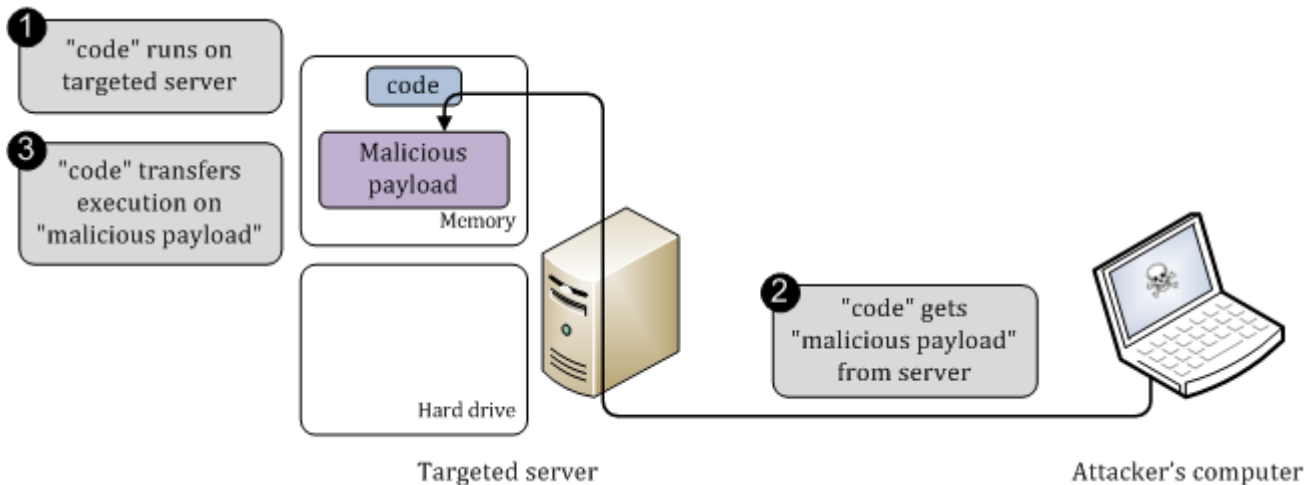 1
"code" runs on
targeted server
3
"code" transfers
execution on
"malicious payload"
code
Malicious
payload
Memory
Hard drive
2
"code" gets
"malicious payload"
from server
Targeted server
Attacker's computer